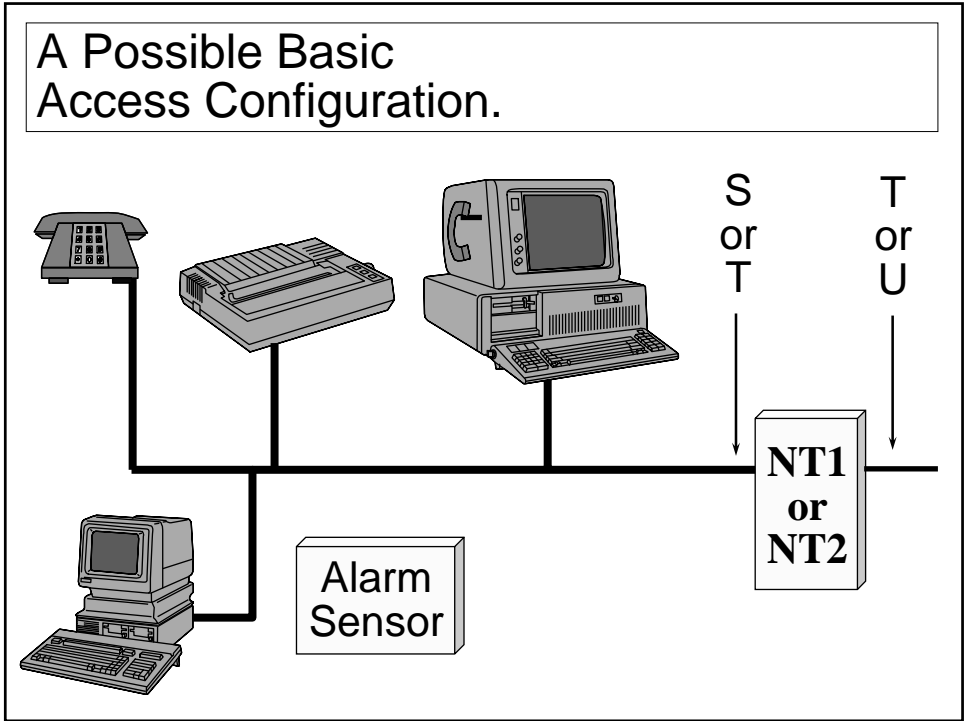 A Possible Basic
Access Configuration.
S
or
T
T
or
U
NT1
or
NT2
Alarm
Sensor